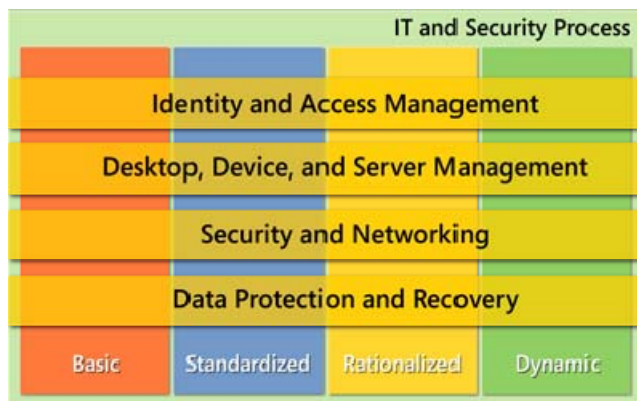 IT and Security Process
Identity and Access Management
Desktop, Device, and Server Management
Security and Networking
Data Protection and Recovery
Basic Standardized Rationalized Dynamic